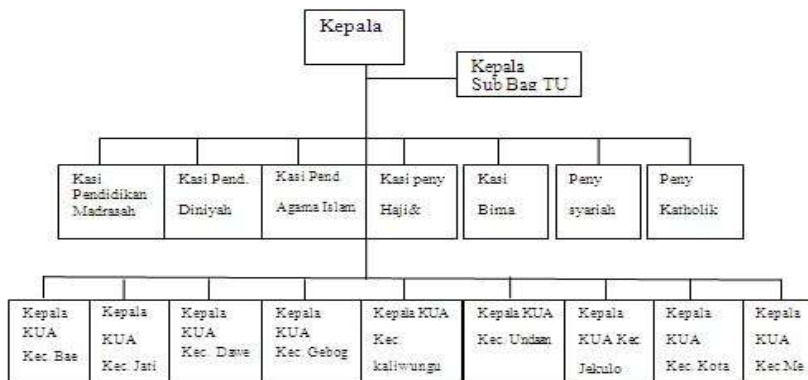 Kepala
Kepala
Sub Bag TU
Kasi
Pendidikan
Madrasah
Kasi Pend.
Diniyah
Kasi Pend
Agama Islam
Kasi peny
Haji&
Kasi
Bima
Peny
syariah
Peny
Katholik
Kepala
KUA
Kec. Bae
Kepala
KUA
Kec. Jati
Kepala
KUA
Kec. Dawe
Kepala
KUA
Kec. Gebog
Kepala KUA
Kec.
kaliwungu
Kepala KUA
Kec. Undaan
Kepala
KUA Kec
Jekulo
Kepala
KUA
Kec. Kota
Kepala
KUA
Kec.Me